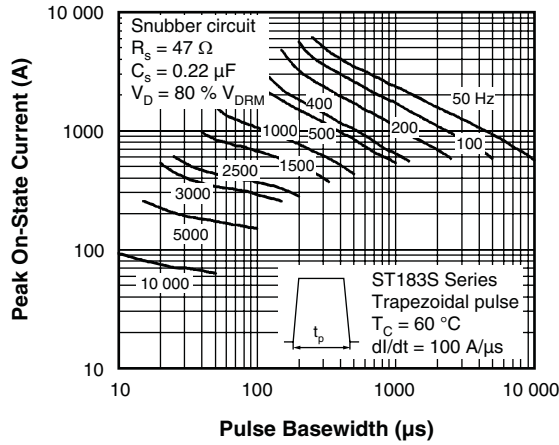 10 000
1000
100
10
Peak On-State Current (A)
Snubber circuit
Rs = 47 Ω
Cs = 0.22 µF
VD = 80 % VDRM
50 Hz
400
1000
500
200
100
2500
1500
3000
5000
10 000
tp
ST183S Series
Trapezoidal pulse
TC = 60 °C
dI/dt = 100 A/µs
10
100
1000
10 000
Pulse Basewidth (µs)